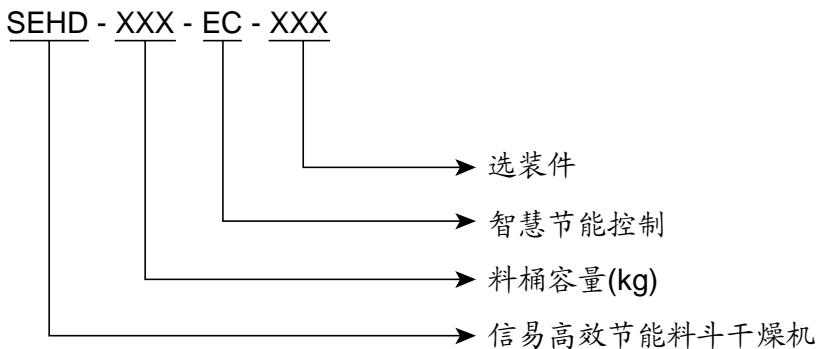 SEHD - XXX - EC - XXX
选装件
智慧节能控制
料桶容量(kg)
信易高效节能料斗干燥机